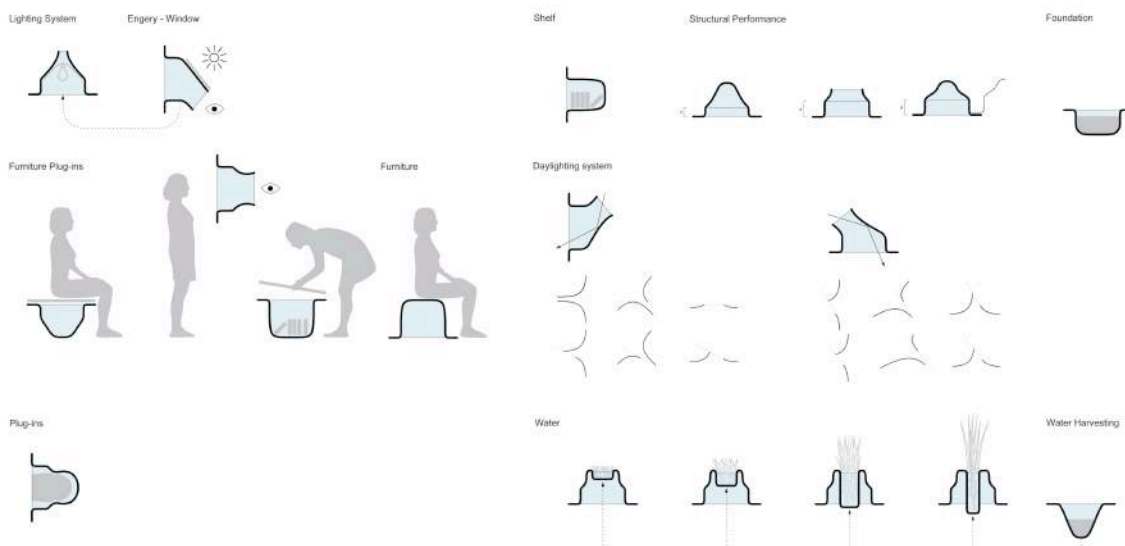 Lighting System
Engery - Window
Shelf
Structural Performance
Foundation
Furniture Plug-ins
Furniture
Daylighting system
Plug-ins
Water
Water Harvesting